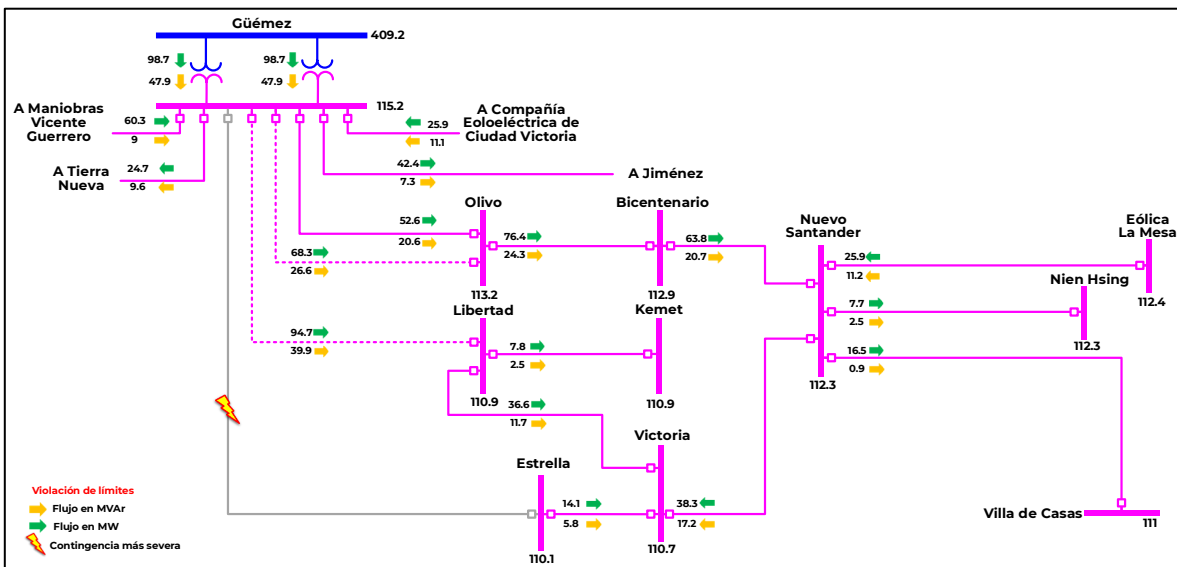 Güémez
409.2
98.7
47.9
98.7
47.9
115.2
A Maniobras
Vicente
Guerrero
60.3
9
A Compañía
Eoloeléctrica de
Ciudad Victoria
25.9
11.1
A Tierra
Nueva
24.7
9.6
42.4
7.3
A Jiménez
Olivo
52.6
20.6
68.3
26.6
76.4
24.3
113.2
Bicentenario
63.8
20.7
112.9
Nuevo
Santander
25.9
11.2
7.7
2.5
16.5
0.9
112.3
Eólica
La Mesa
112.4
Nien Hsing
112.3
Libertad
94.7
39.9
7.8
2.5
36.6
11.7
110.9
Kemet
110.9
Victoria
38.3
17.2
110.7
Estrella
14.1
5.8
110.1
Villa de Casas
111
Violación de límites
Flujo en MVAr
Flujo en MW
Contingencia más severa